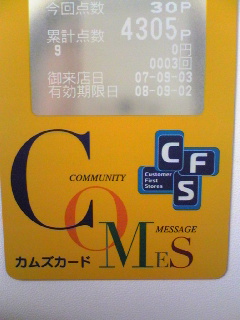 今回点数 30P
累計点数 4305P
9 0円
0003回
御来店日 07-09-03
有効期限日 08-09-02
CFS
Customer
First
Stores
COMMUNITY
COMES
MESSAGE
カムズカード